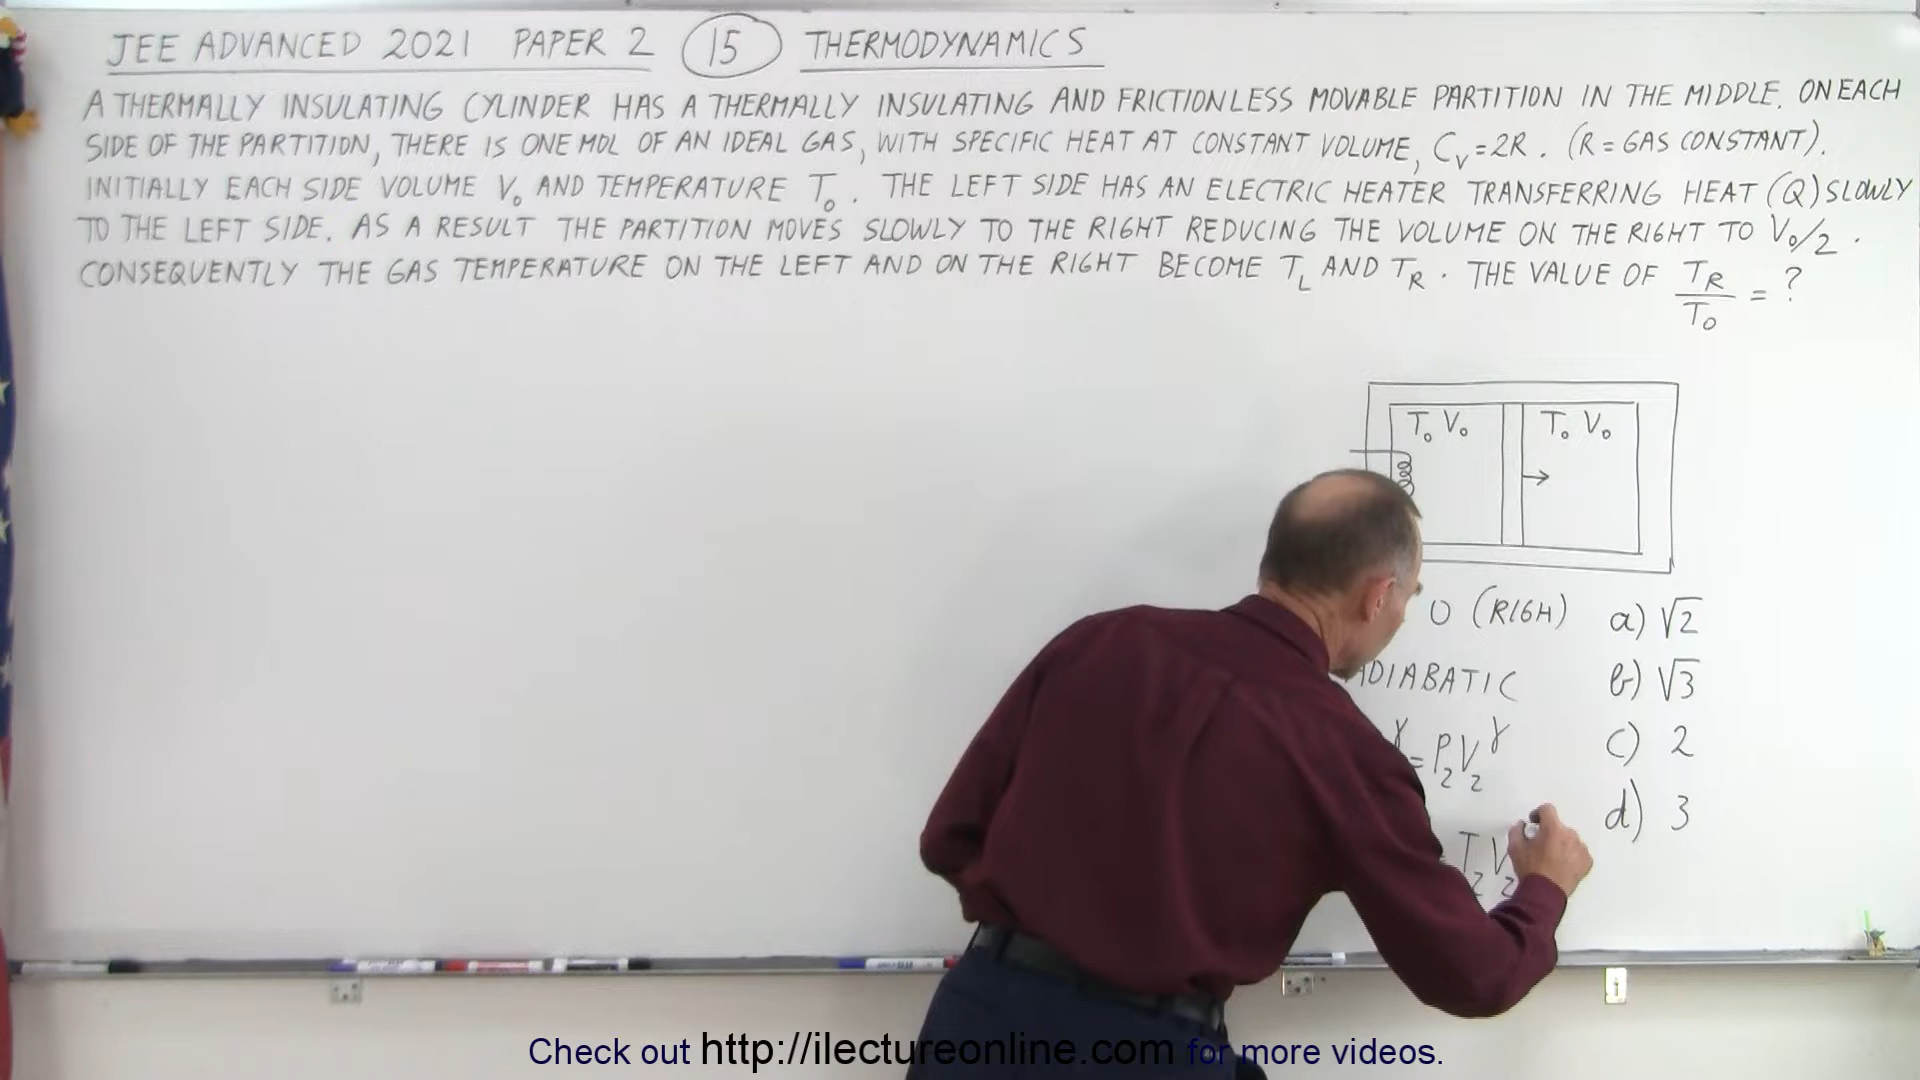 JEE ADVANCED 2021 PAPER 2 15 THERMODYNAMICS
A THERMALLY INSULATING CYLINDER HAS A THERMALLY INSULATING AND FRICTIONLESS MOVABLE PARTITION IN THE MIDDLE. ON EACH
SIDE OF THE PARTITION, THERE IS ONE MOL OF AN IDEAL GAS, WITH SPECIFIC HEAT AT CONSTANT VOLUME, Cv=2R. (R=GAS CONSTANT).
INITIALLY EACH SIDE VOLUME V₀ AND TEMPERATURE T₀. THE LEFT SIDE HAS AN ELECTRIC HEATER TRANSFERRING HEAT (Q) SLOWLY
TO THE LEFT SIDE. AS A RESULT THE PARTITION MOVES SLOWLY TO THE RIGHT REDUCING THE VOLUME ON THE RIGHT TO V₀/2.
CONSEQUENTLY THE GAS TEMPERATURE ON THE LEFT AND ON THE RIGHT BECOME T_L AND T_R. THE VALUE OF T_R/T₀ = ?
T₀ V₀ T₀ V₀
0 (RIGH) a) √2
ADIABATIC b) √3
γ = P₂V₂^γ c) 2
T₂V₂ d) 3
Check out http://ilectureonline.com for more videos.